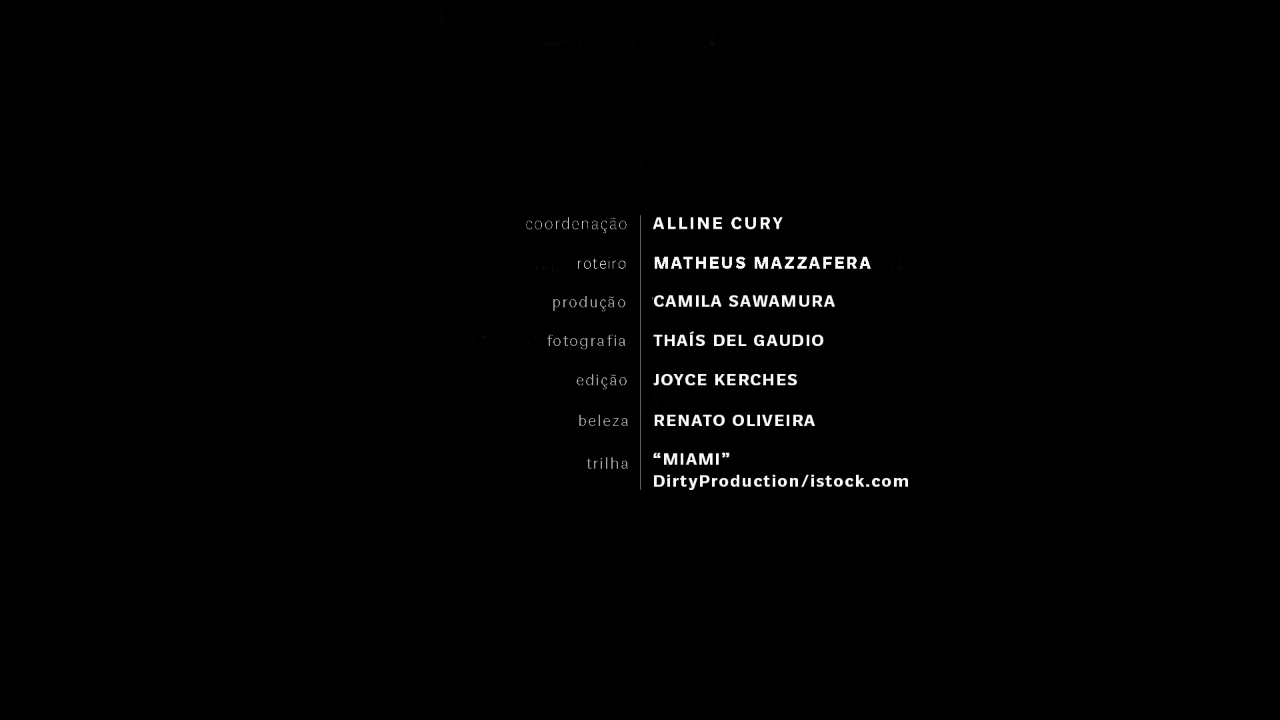 coordenação ALLINE CURY
roteiro MATHEUS MAZZAFERA
produção CAMILA SAWAMURA
fotografia THAÍS DEL GAUDIO
edição JOYCE KERCHES
beleza RENATO OLIVEIRA
trilha “MIAMI”
DirtyProduction/istock.com